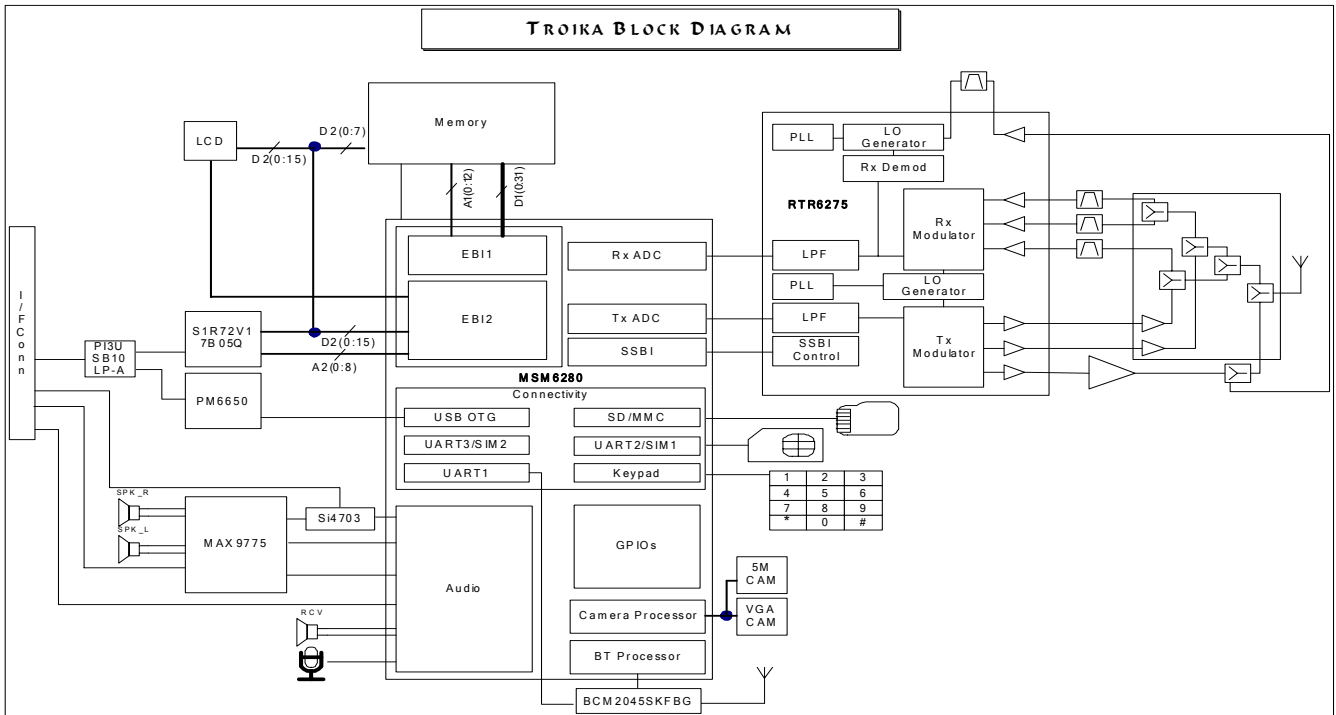 TROIKA BLOCK DIAGRAM
Memory
LCD
D2(0:7)
D2(0:15)
A1(0:12)
D1(0:31)
PLL
LO
Generator
Rx Demod
RTR6275
Rx
Modulator
EBI1
Rx ADC
LPF
PLL
LO
Generator
EBI2
Tx ADC
LPF
Tx
Modulator
SSBI
SSBI
Control
I/FConn
S1R72V1
7B05Q
D2(0:15)
A2(0:8)
PI3U
SB10
LP-A
PM6650
MSM6280
Connectivity
USB OTG
SD/MMC
UART3/SIM2
UART2/SIM1
UART1
Keypad
1 2 3
4 5 6
7 8 9
* 0 #
SPK_R
SPK_L
MAX9775
Si4703
Audio
GPIOs
5M
CAM
VGA
CAM
Camera Processor
RCV
BT Processor
BCM2045SKFBG